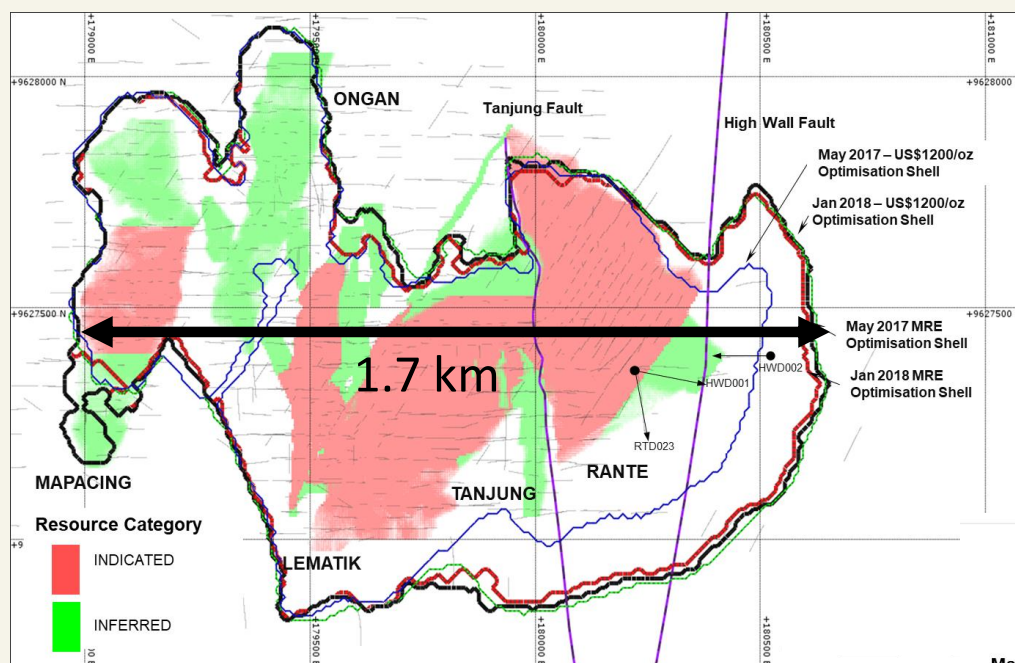 +179000 E
+179500 E
+180000 E
+180500 E
+181000 E
+9628000 N
+9628000
ONGAN
Tanjung Fault
High Wall Fault
May 2017 – US$1200/oz
Optimisation Shell
Jan 2018 – US$1200/oz
Optimisation Shell
+9627500 N
+9627500
May 2017 MRE
Optimisation Shell
1.7 km
HWD002
HWD001
Jan 2018 MRE
Optimisation Shell
RTD023
RANTE
MAPACING
TANJUNG
Resource Category
+9
INDICATED
LEMATIK
INFERRED
+180000 E
+180500 E